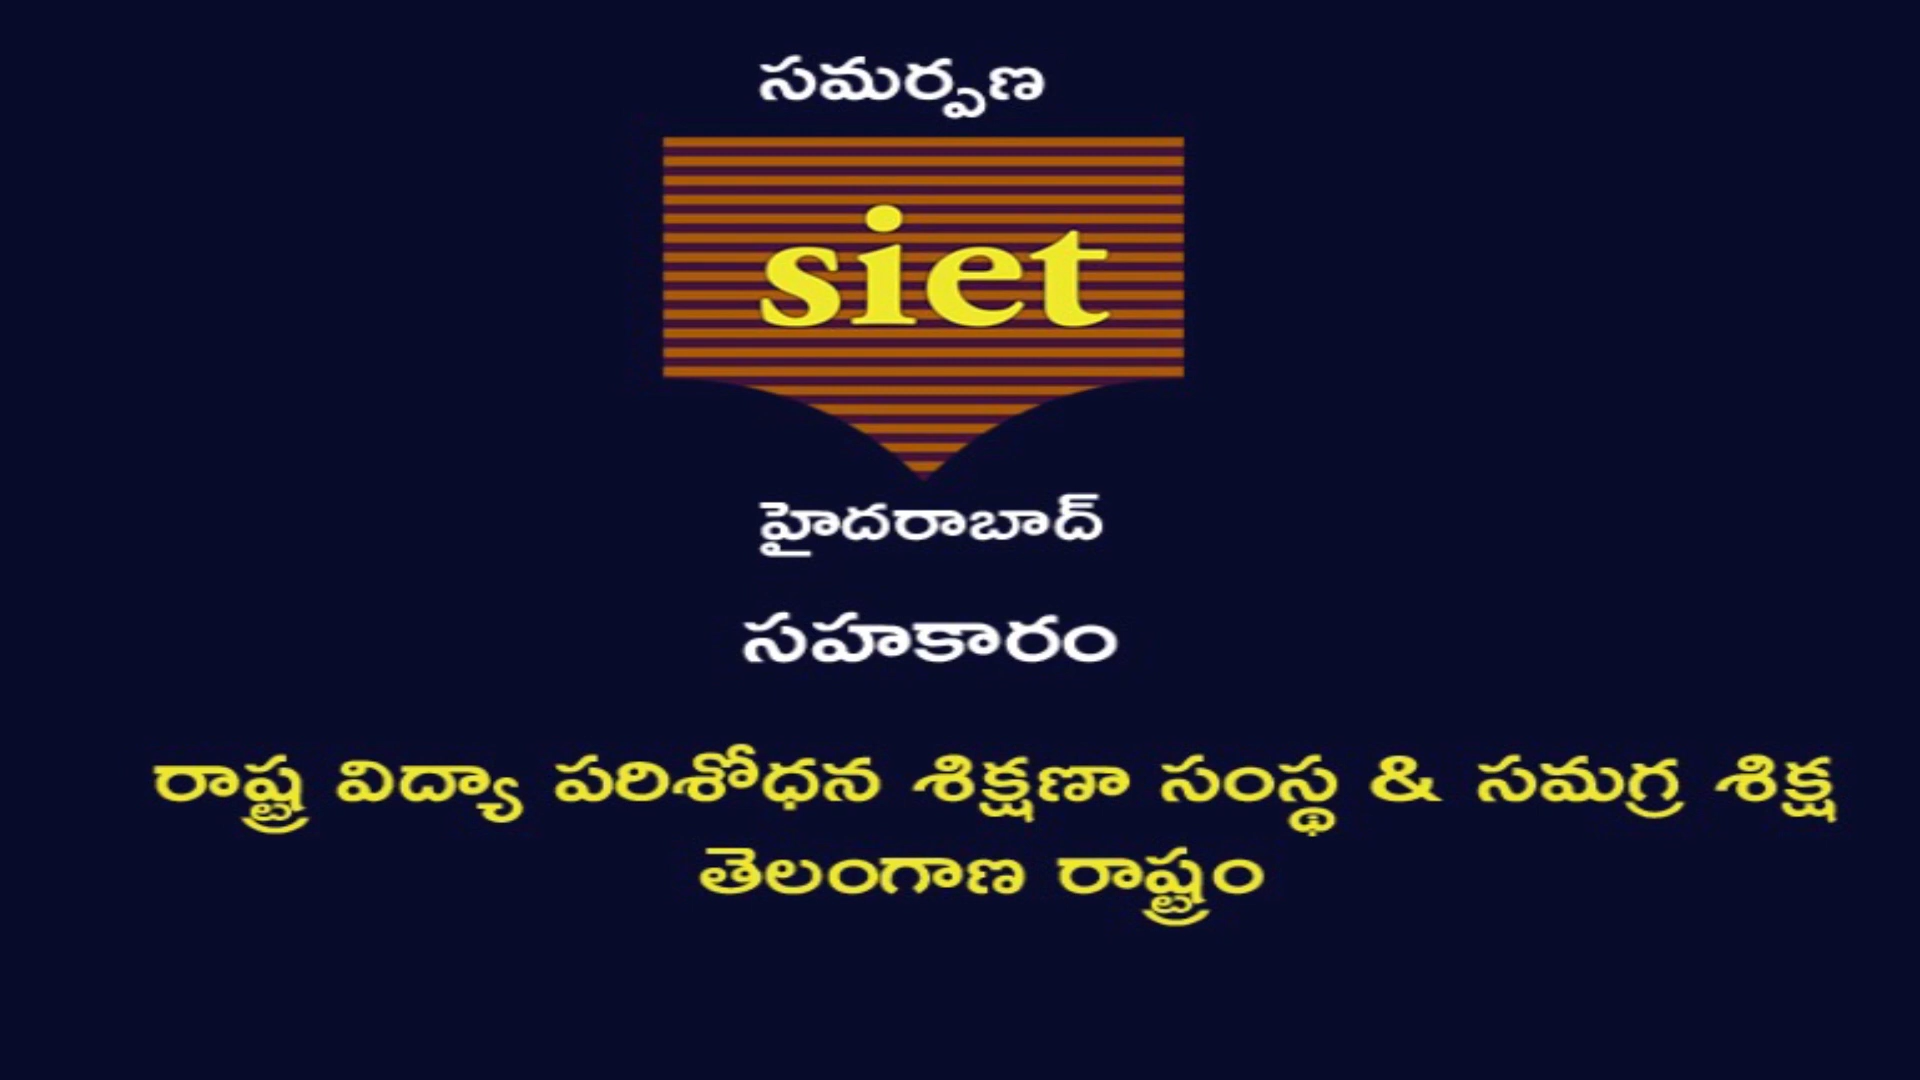 సమర్పణ
siet
హైదరాబాద్
సహకారం
రాష్ట్ర విద్యా పరిశోధన శిక్షణా సంస్థ & సమగ్ర శిక్ష
తెలంగాణ రాష్ట్రం